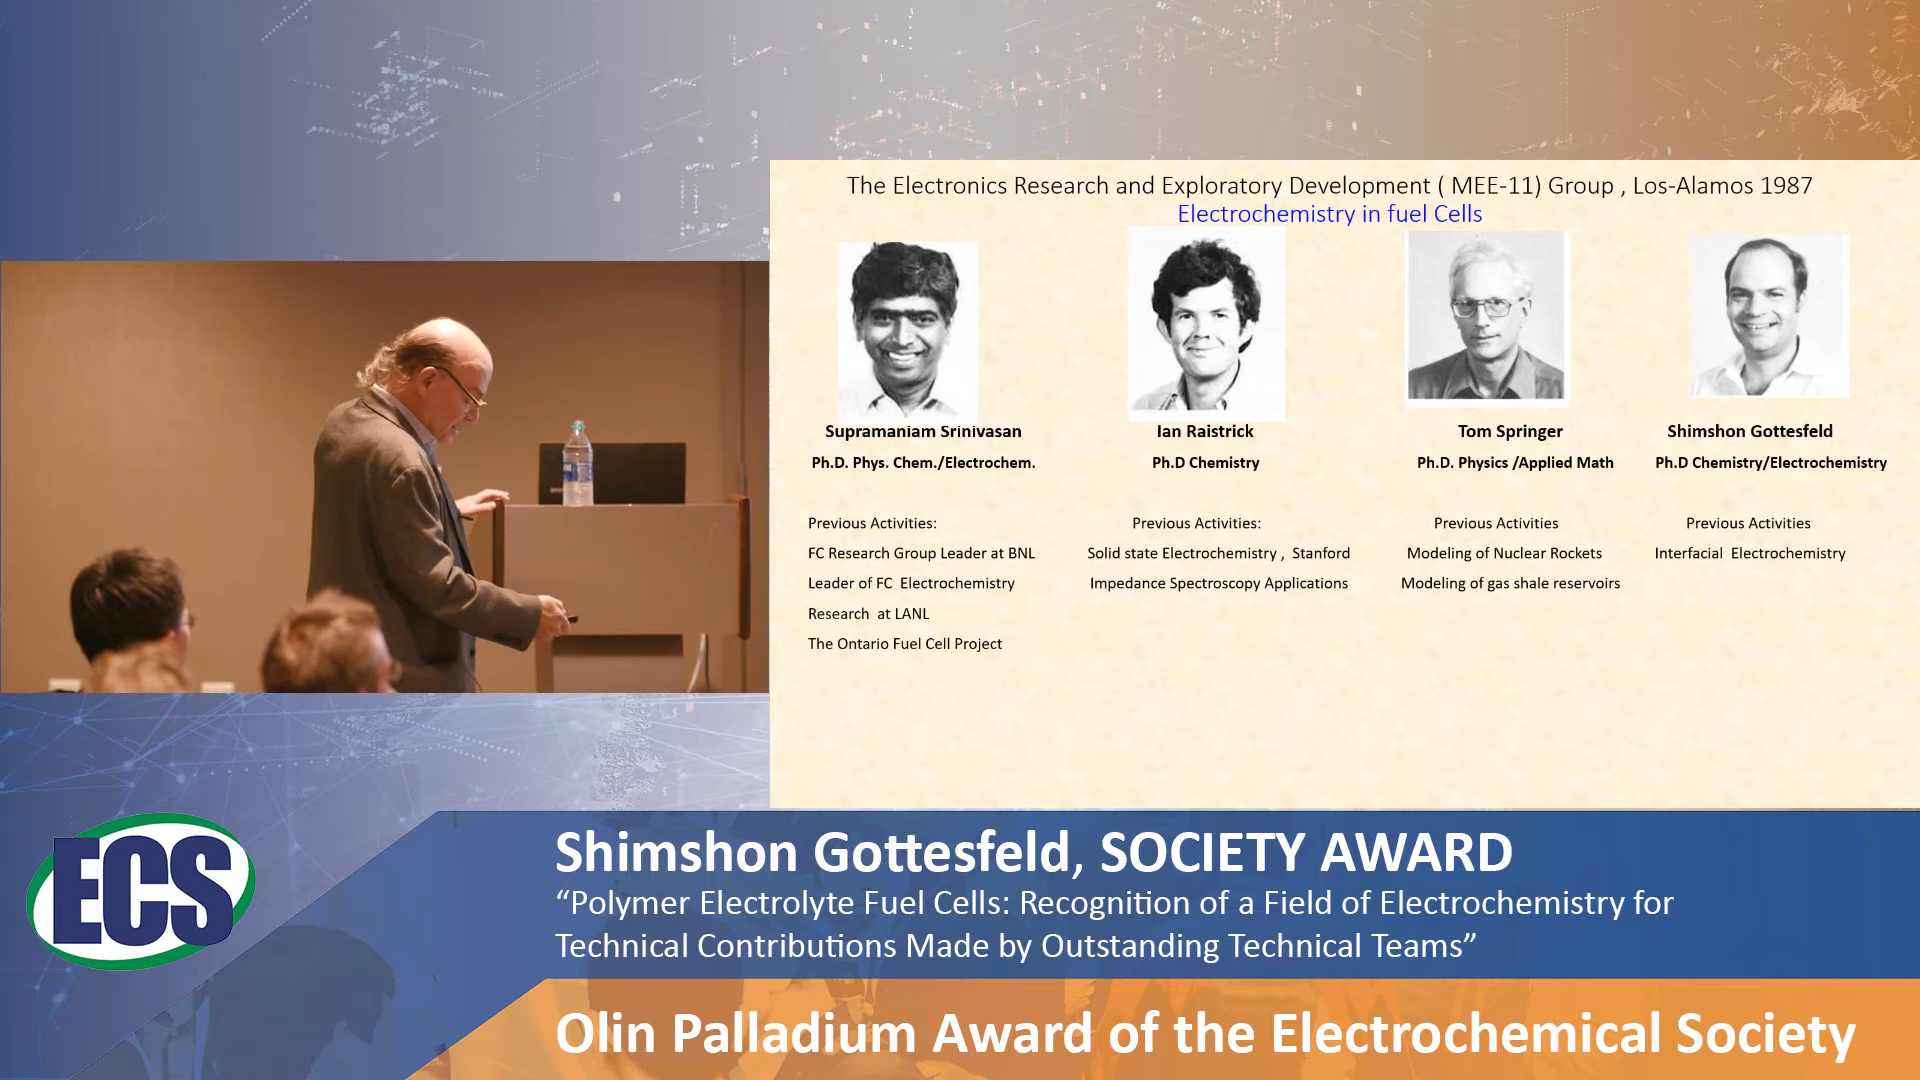 The Electronics Research and Exploratory Development ( MEE-11) Group , Los-Alamos 1987
Electrochemistry in fuel Cells
Supramaniam Srinivasan
Ph.D. Phys. Chem./Electrochem.
Previous Activities:
FC Research Group Leader at BNL
Leader of FC Electrochemistry
Research at LANL
The Ontario Fuel Cell Project
Ian Raistrick
Ph.D Chemistry
Previous Activities:
Solid state Electrochemistry , Stanford
Impedance Spectroscopy Applications
Tom Springer
Ph.D. Physics /Applied Math
Previous Activities
Modeling of Nuclear Rockets
Modeling of gas shale reservoirs
Shimshon Gottesfeld
Ph.D Chemistry/Electrochemistry
Previous Activities
Interfacial Electrochemistry
ECS
Shimshon Gottesfeld, SOCIETY AWARD
“Polymer Electrolyte Fuel Cells: Recognition of a Field of Electrochemistry for
Technical Contributions Made by Outstanding Technical Teams”
Olin Palladium Award of the Electrochemical Society